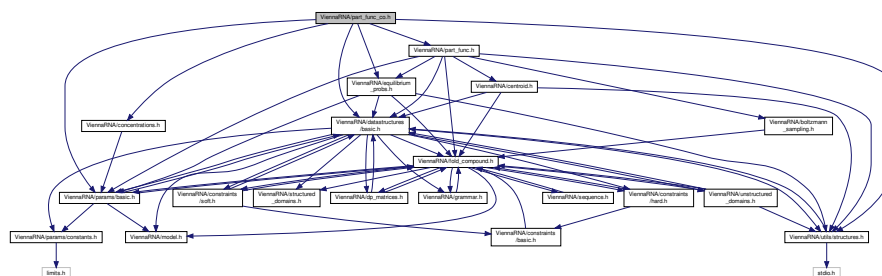 ViennaRNA/part_func_co.h
ViennaRNA/part_func.h
ViennaRNA/equilibrium
_probs.h
ViennaRNA/centroid.h
ViennaRNA/concentrations.h
ViennaRNA/datastructures
/basic.h
ViennaRNA/boltzmann
_sampling.h
ViennaRNA/fold_compound.h
ViennaRNA/params/basic.h
ViennaRNA/constraints
/soft.h
ViennaRNA/structured
_domains.h
ViennaRNA/dp_matrices.h
ViennaRNA/grammar.h
ViennaRNA/sequence.h
ViennaRNA/constraints
/hard.h
ViennaRNA/unstructured
_domains.h
ViennaRNA/params/constants.h
ViennaRNA/model.h
ViennaRNA/constraints
/basic.h
ViennaRNA/utils/structures.h
limits.h
stdio.h